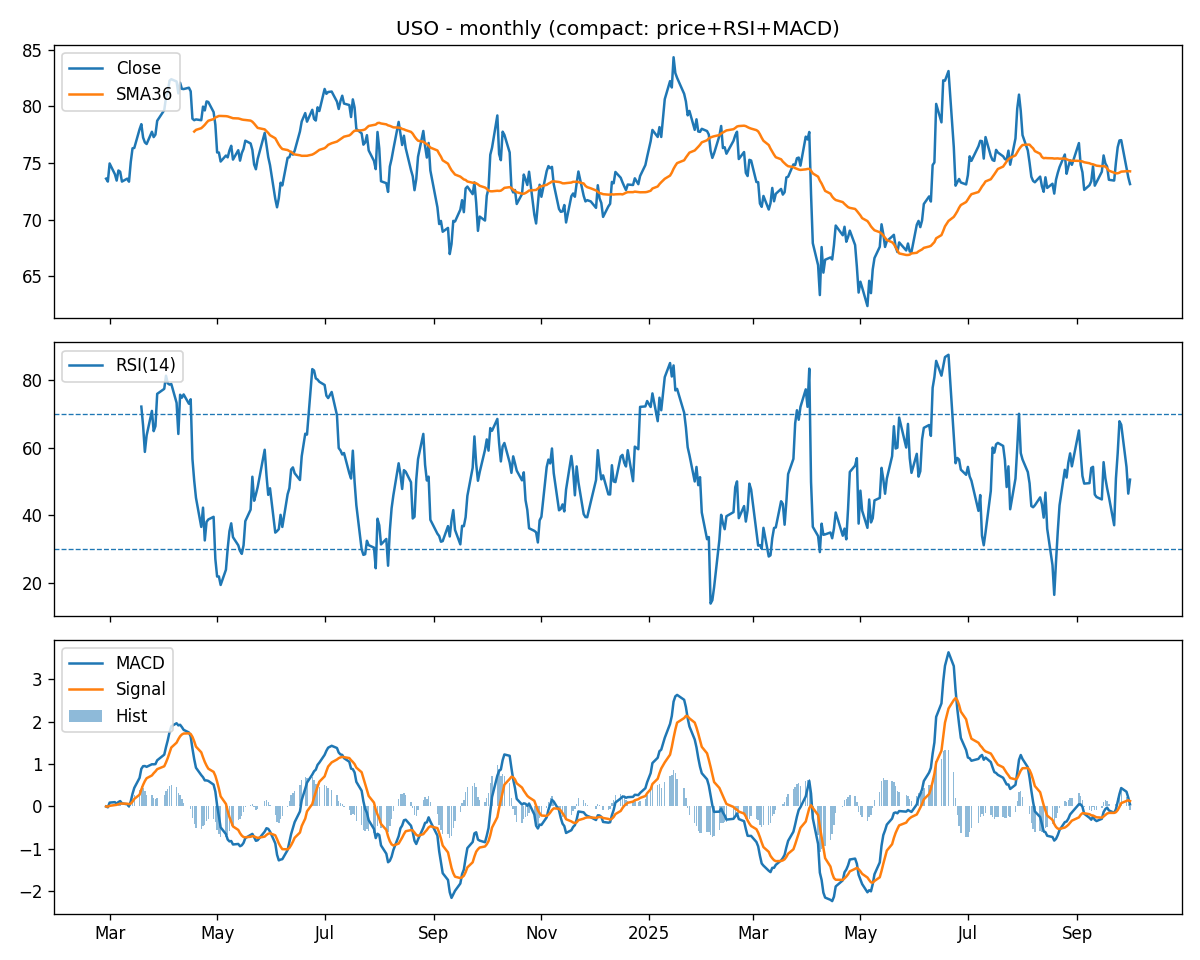 USO - monthly (compact: price+RSI+MACD)
85
80
75
70
65
Close
SMA36
80
60
40
20
RSI(14)
3
2
1
0
−1
−2
MACD
Signal
Hist
Mar May Jul Sep Nov 2025 Mar May Jul Sep